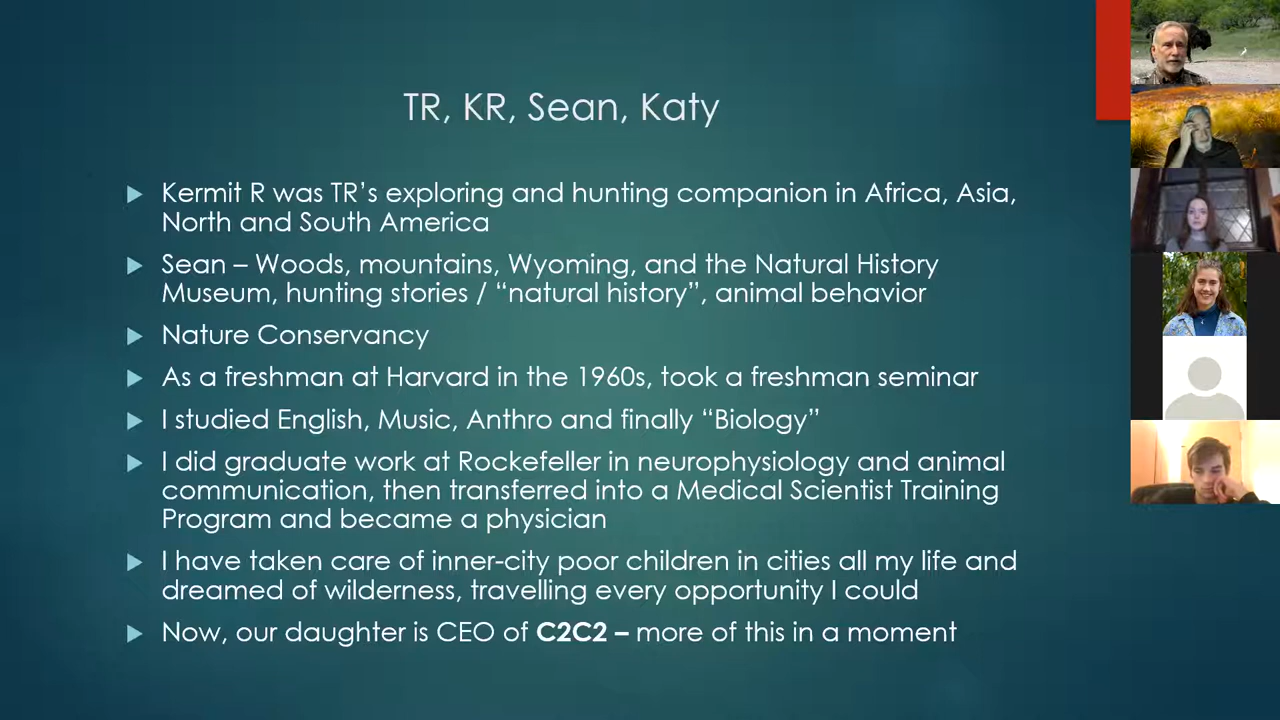 TR, KR, Sean, Katy
Kermit R was TR’s exploring and hunting companion in Africa, Asia,
North and South America
Sean – Woods, mountains, Wyoming, and the Natural History
Museum, hunting stories / “natural history”, animal behavior
Nature Conservancy
As a freshman at Harvard in the 1960s, took a freshman seminar
I studied English, Music, Anthro and finally “Biology”
I did graduate work at Rockefeller in neurophysiology and animal
communication, then transferred into a Medical Scientist Training
Program and became a physician
I have taken care of inner-city poor children in cities all my life and
dreamed of wilderness, travelling every opportunity I could
Now, our daughter is CEO of C2C2 – more of this in a moment